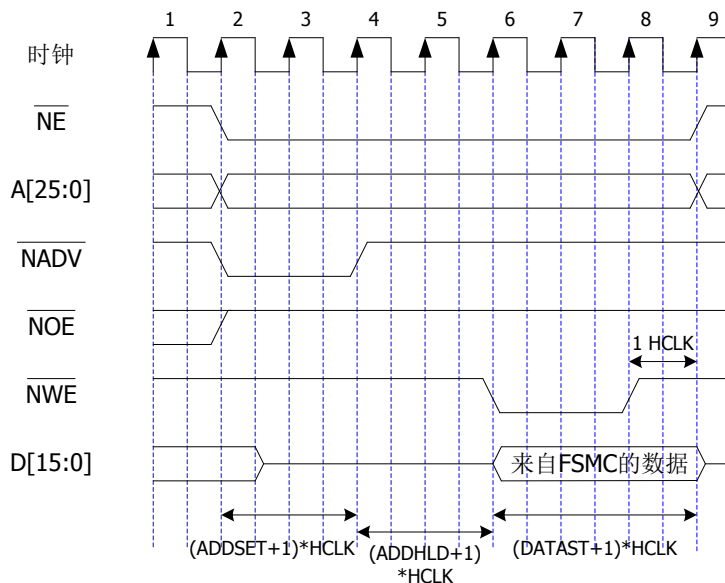 1 2 3 4 5 6 7 8 9
时钟
NE
A[25:0]
NADV
NOE
1 HCLK
NWE
D[15:0]
来自FSMC的数据
(ADDSET+1)*HCLK
(ADDHLD+1)
*HCLK
(DATAST+1)*HCLK